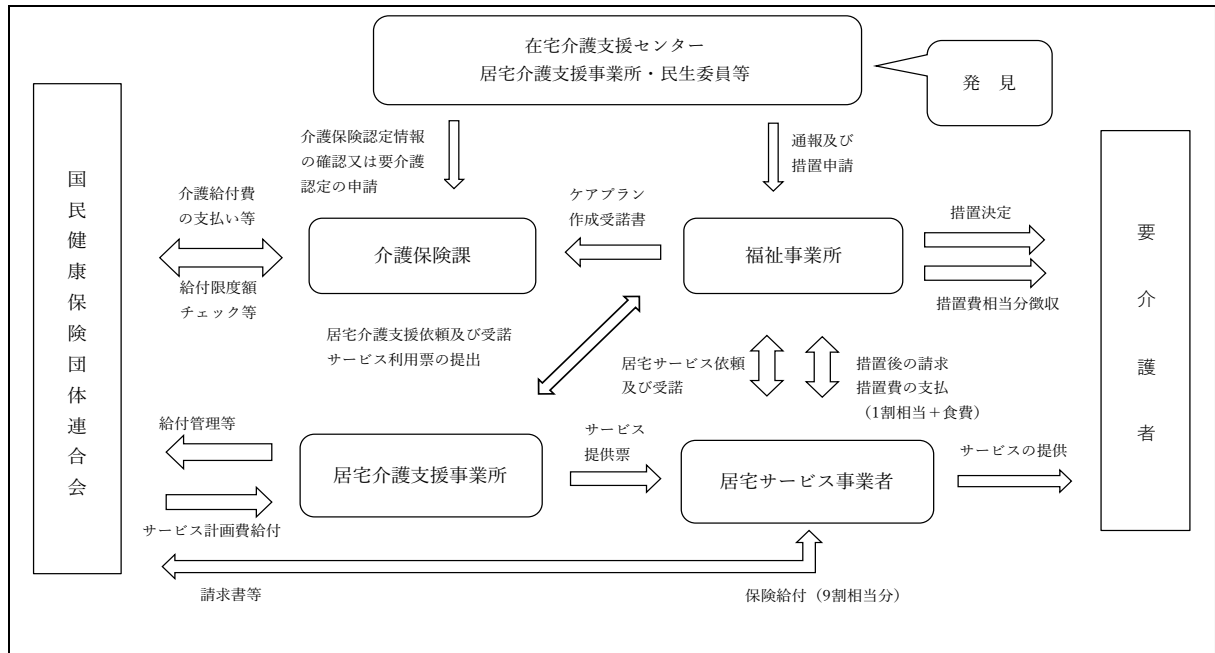 在宅介護支援センター
居宅介護支援事業所・民生委員等
発　見
国民健康保険団体連合会
要介護者
介護保険認定情報
の確認又は要介護
認定の申請
通報及び
措置申請
介護給付費
の支払い等
ケアプラン
作成受諾書
措置決定
介護保険課
福祉事業所
給付限度額
チェック等
措置費相当分徴収
居宅介護支援依頼及び受諾
サービス利用票の提出
居宅サービス依頼
及び受諾
措置後の請求
措置費の支払
（1割相当＋食費）
給付管理等
サービス
提供票
サービスの提供
居宅介護支援事業所
居宅サービス事業者
サービス計画費給付
請求書等
保険給付（9割相当分）